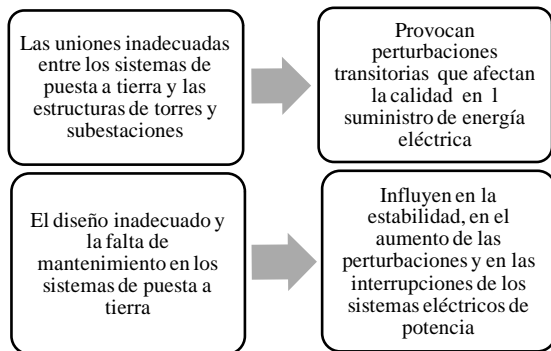 Las uniones inadecuadas
entre los sistemas de
puesta a tierra y las
estructuras de torres y
subestaciones
Provocan
perturbaciones
transitorias que afectan
la calidad en l
suministro de energía
eléctrica
El diseño inadecuado y
la falta de
mantenimiento en los
sistemas de puesta a
tierra
Influyen en la
estabilidad, en el
aumento de las
perturbaciones y en las
interrupciones de los
sistemas eléctricos de
potencia